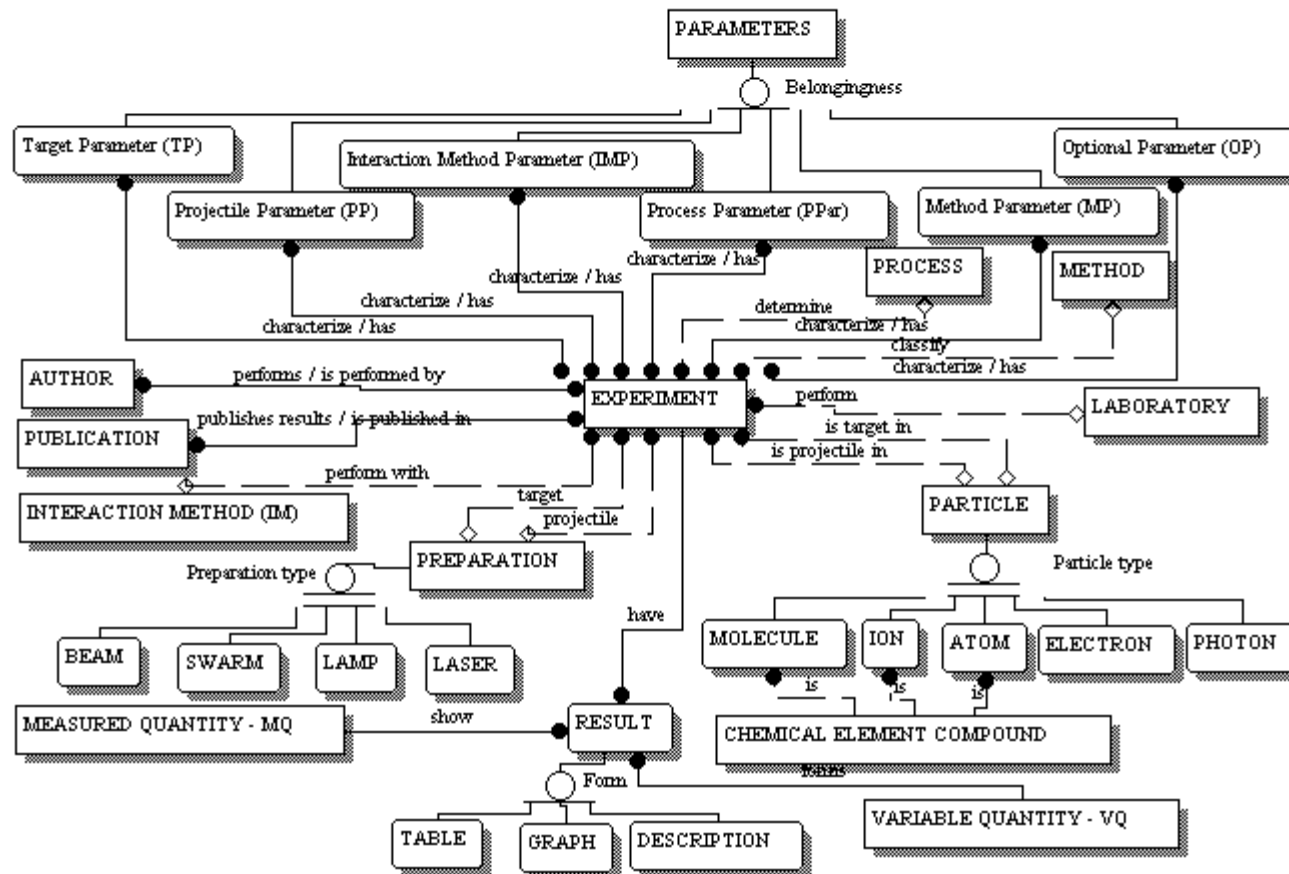 PARAMETERS
Belongingness
Target Parameter (TP)
Interaction Method Parameter (IMP)
Optional Parameter (OP)
Projectile Parameter (PP)
Process Parameter (PPar)
Method Parameter (MP)
characterize / has
PROCESS
METHOD
characterize / has
characterize / has
determine
characterize / has
characterize / has
classify
characterize / has
AUTHOR
performs / is performed by
EXPERIMENT
perform
LABORATORY
publishes results / is published in
is target in
PUBLICATION
is projectile in
perform with
target
PARTICLE
INTERACTION METHOD (IM)
projectile
PREPARATION
Preparation type
Particle type
have
MOLECULE
ION
ATOM
ELECTRON
PHOTON
BEAM
SWARM
LAMP
LASER
is
is
is
MEASURED QUANTITY - MQ
show
RESULT
CHEMICAL ELEMENT COMPOUND
forms
Form
VARIABLE QUANTITY - VQ
TABLE
GRAPH
DESCRIPTION